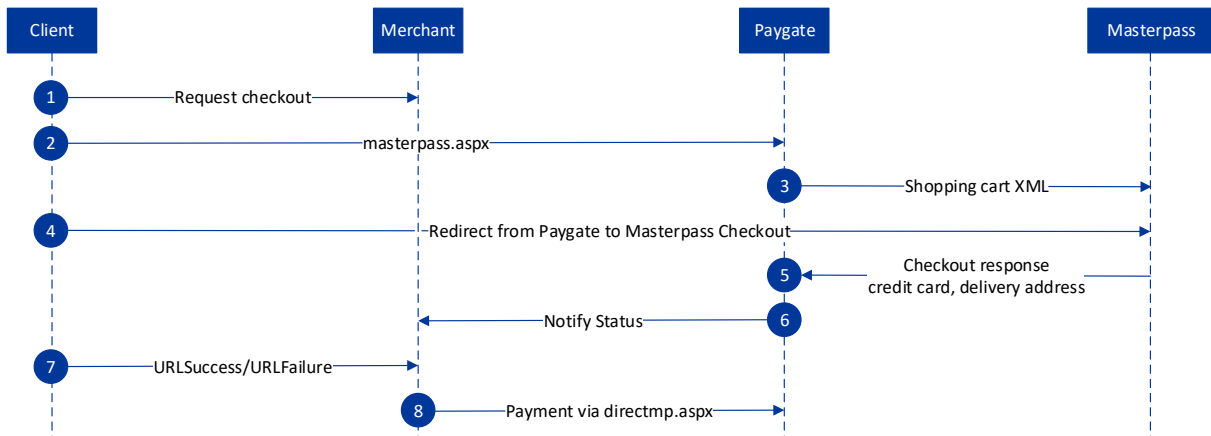 Client
Merchant
Paygate
Masterpass
1
Request checkout
2
masterpass.aspx
3
Shopping cart XML
4
Redirect from Paygate to Masterpass Checkout
5
Checkout response
credit card, delivery address
Notify Status
6
7
URLSuccess/URLFailure
8
Payment via directmp.aspx